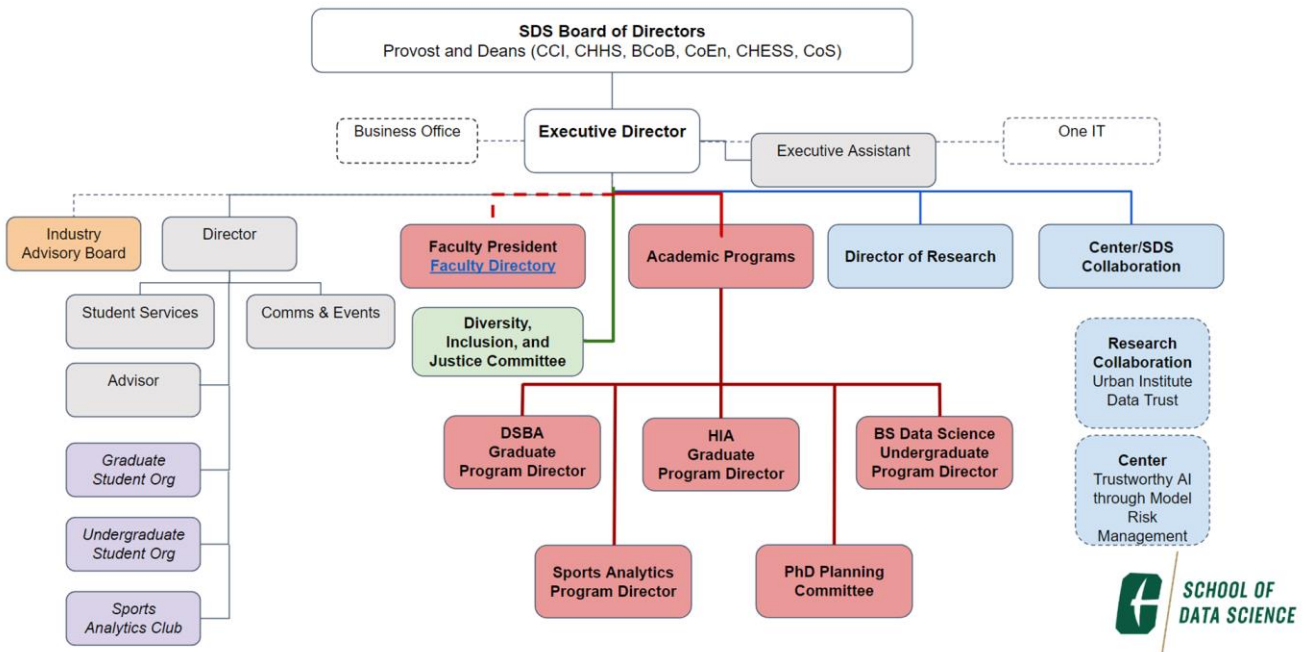 SDS Board of Directors
Provost and Deans (CCI, CHHS, BCoB, CoEn, CHESS, CoS)
Business Office
Executive Director
Executive Assistant
One IT
Industry
Advisory Board
Director
Faculty President
Faculty Directory
Academic Programs
Director of Research
Center/SDS
Collaboration
Student Services
Comms & Events
Diversity,
Inclusion, and
Justice Committee
Research
Collaboration
Urban Institute
Data Trust
Advisor
DSBA
Graduate
Program Director
HIA
Graduate
Program Director
BS Data Science
Undergraduate
Program Director
Center
Trustworthy AI
through Model
Risk
Management
Graduate
Student Org
Undergraduate
Student Org
Sports Analytics
Program Director
PhD Planning
Committee
Sports
Analytics Club
SCHOOL OF
DATA SCIENCE